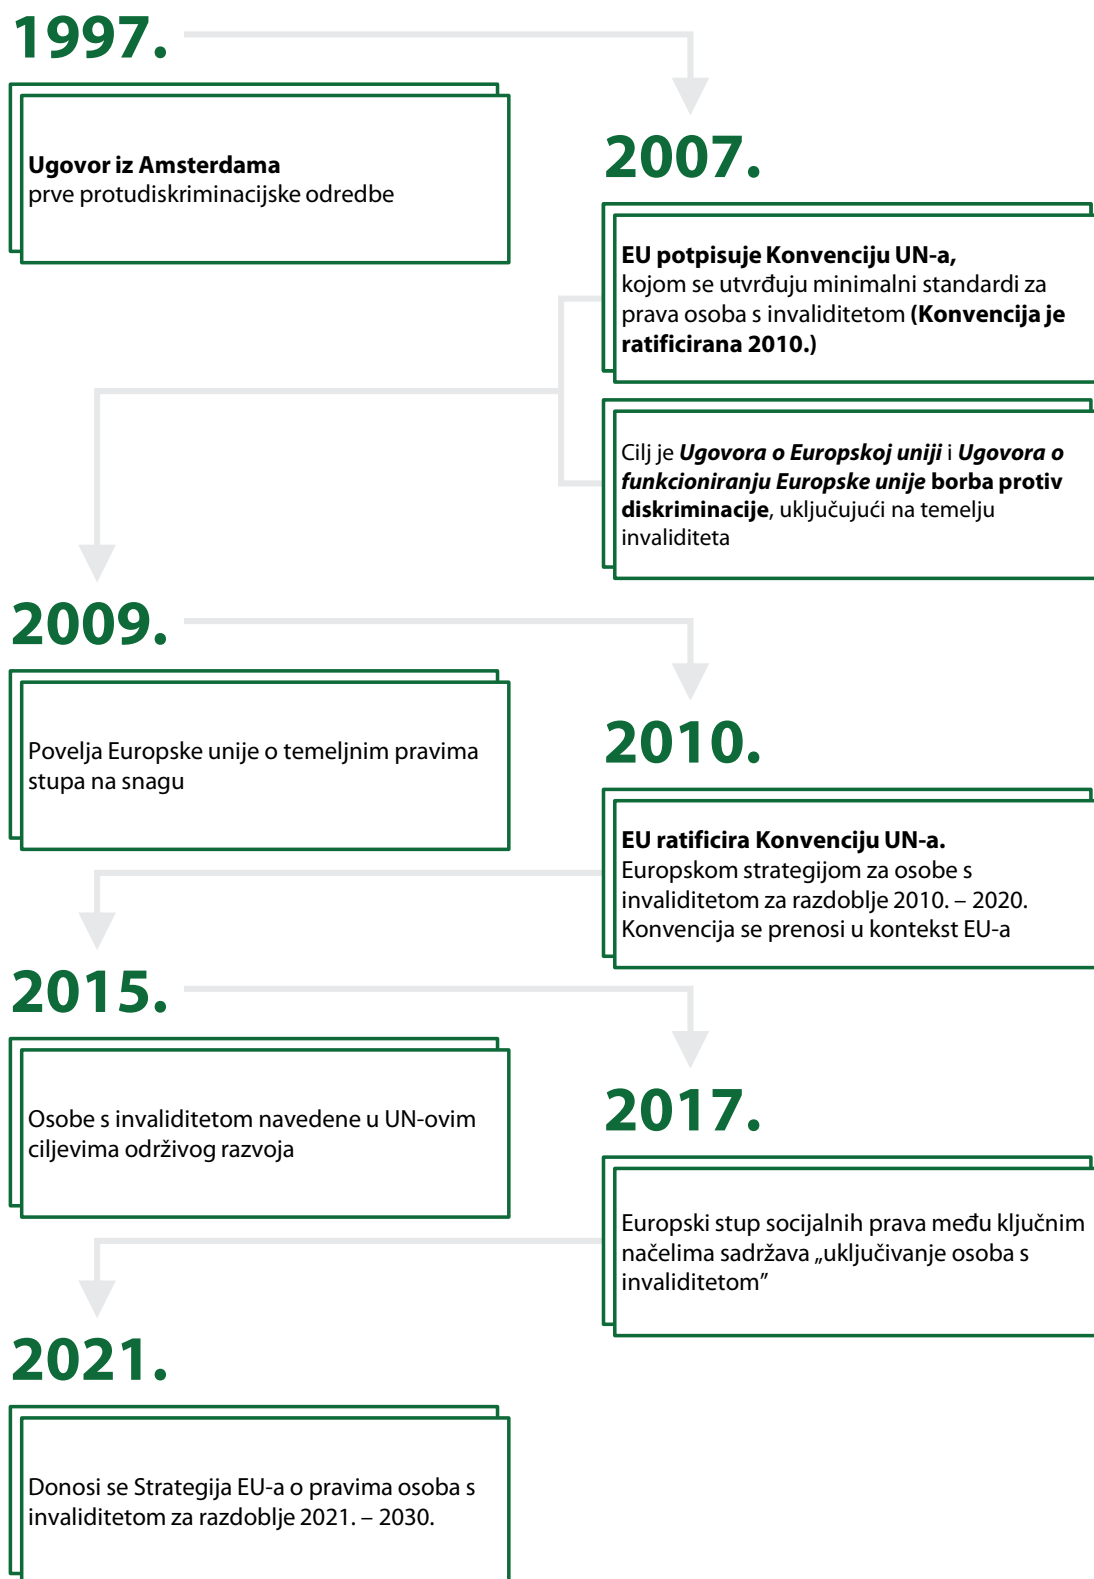 1997.
Ugovor iz Amsterdama
prve protudiskriminacijske odredbe
2007.
EU potpisuje Konvenciju UN-a,
kojom se utvrđuju minimalni standardi za
prava osoba s invaliditetom (Konvencija je
ratificirana 2010.)
Cilj je Ugovora o Europskoj uniji i Ugovora o
funkcioniranju Europske unije borba protiv
diskriminacije, uključujući na temelju
invaliditeta
2009.
Povelja Europske unije o temeljnim pravima
stupa na snagu
2010.
EU ratificira Konvenciju UN-a.
Europskom strategijom za osobe s
invaliditetom za razdoblje 2010. – 2020.
Konvencija se prenosi u kontekst EU-a
2015.
Osobe s invaliditetom navedene u UN-ovim
ciljevima održivog razvoja
2017.
Europski stup socijalnih prava među ključnim
načelima sadržava „uključivanje osoba s
invaliditetom”
2021.
Donosi se Strategija EU-a o pravima osoba s
invaliditetom za razdoblje 2021. – 2030.